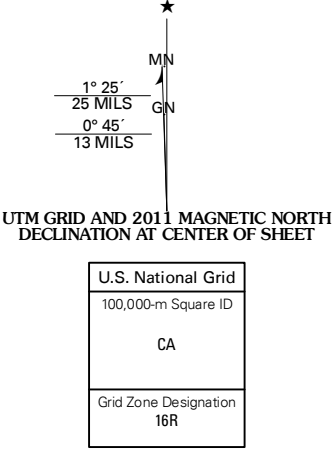 MN
1° 25´
25 MILS
GN
0° 45´
13 MILS
UTM GRID AND 2011 MAGNETIC NORTH
DECLINATION AT CENTER OF SHEET
U.S. National Grid
100,000-m Square ID
CA
Grid Zone Designation
16R